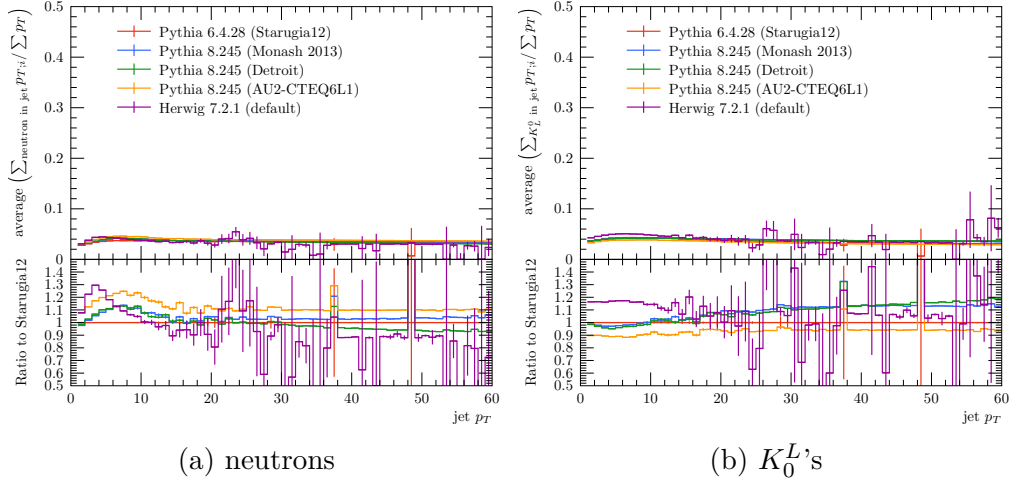 average (∑neutron in jet pT;i/ ∑ pT)
0.5
0.4
0.3
0.2
0.1
0
Pythia 6.4.28 (Starugia12)
Pythia 8.245 (Monash 2013)
Pythia 8.245 (Detroit)
Pythia 8.245 (AU2-CTEQ6L1)
Herwig 7.2.1 (default)
Ratio to Starugia12
1.4
1.3
1.2
1.1
1
0.9
0.8
0.7
0.6
0.5
0 10 20 30 40 50 60
jet pT
(a) neutrons
average (∑K_L^0 in jet pT;i/ ∑ pT)
0.5
0.4
0.3
0.2
0.1
0
Pythia 6.4.28 (Starugia12)
Pythia 8.245 (Monash 2013)
Pythia 8.245 (Detroit)
Pythia 8.245 (AU2-CTEQ6L1)
Herwig 7.2.1 (default)
Ratio to Starugia12
1.4
1.3
1.2
1.1
1
0.9
0.8
0.7
0.6
0.5
0 10 20 30 40 50 60
jet pT
(b) K_0^L's